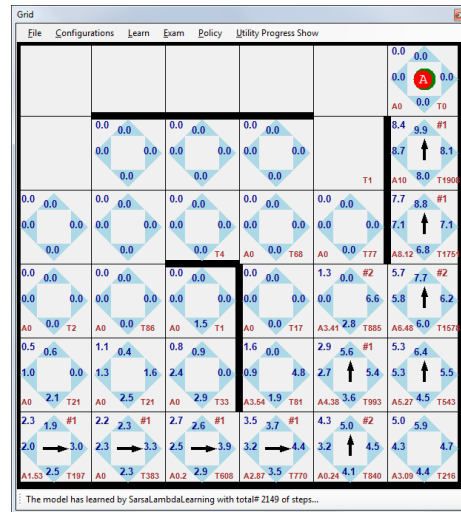 Grid
File Configurations Learn Exam Policy Utility Progress Show
0.0 0.0
0.0 A 0.0
A0 0.0 T0
0.0 0.0 0.0 0.0 0.0 0.0 8.4 9.9 #1
0.0 0.0 0.0 0.0 0.0 0.0 8.7 8.1
0.0 0.0 0.0 T1 A10 8.0 T1908
0.0 0.0 0.0 0.0 0.0 0.0 0.0 0.0 0.0 0.0 7.7 8.8 #1
0.0 0.0 0.0 0.0 0.0 0.0 0.0 0.0 0.0 0.0 7.1 7.1
0.0 0.0 0.0 T4 A0 0.0 T68 A0 0.0 T77 A8.12 6.8 T1751
0.0 0.0 0.0 0.0 0.0 0.0 0.0 0.0 1.3 0.0 #2 5.7 7.7 #2
0.0 0.0 0.0 0.0 0.0 0.0 0.0 0.0 0.0 6.6 5.8 6.2
A0 0.0 T2 A0 0.0 T86 A0 1.5 T1 A0 0.0 T17 A3.41 2.8 T885 A6.48 6.0 T1578
0.5 0.6 1.1 0.4 0.8 0.9 1.6 0.0 2.9 5.6 #1 5.3 6.4
1.0 0.0 1.3 1.6 2.4 0.0 0.9 4.8 2.7 5.4 5.3 5.5
A0 2.1 T21 A0 2.5 T21 A0 2.9 T33 A3.54 1.9 T81 A4.38 3.6 T993 A5.27 4.5 T543
2.3 1.9 #1 2.2 2.3 #1 2.7 2.6 #1 3.5 3.7 #1 4.3 5.0 #2 5.0 5.9
2.0 3.0 2.3 3.3 2.5 3.9 3.2 4.4 3.2 4.5 4.3 4.7
A1.53 2.5 T197 A0 2.3 T383 A0.2 2.9 T608 A2.87 3.5 T770 A0.24 4.1 T840 A3.09 4.4 T216
The model has learned by SarsaLambdaLearning with total# 2149 of steps...